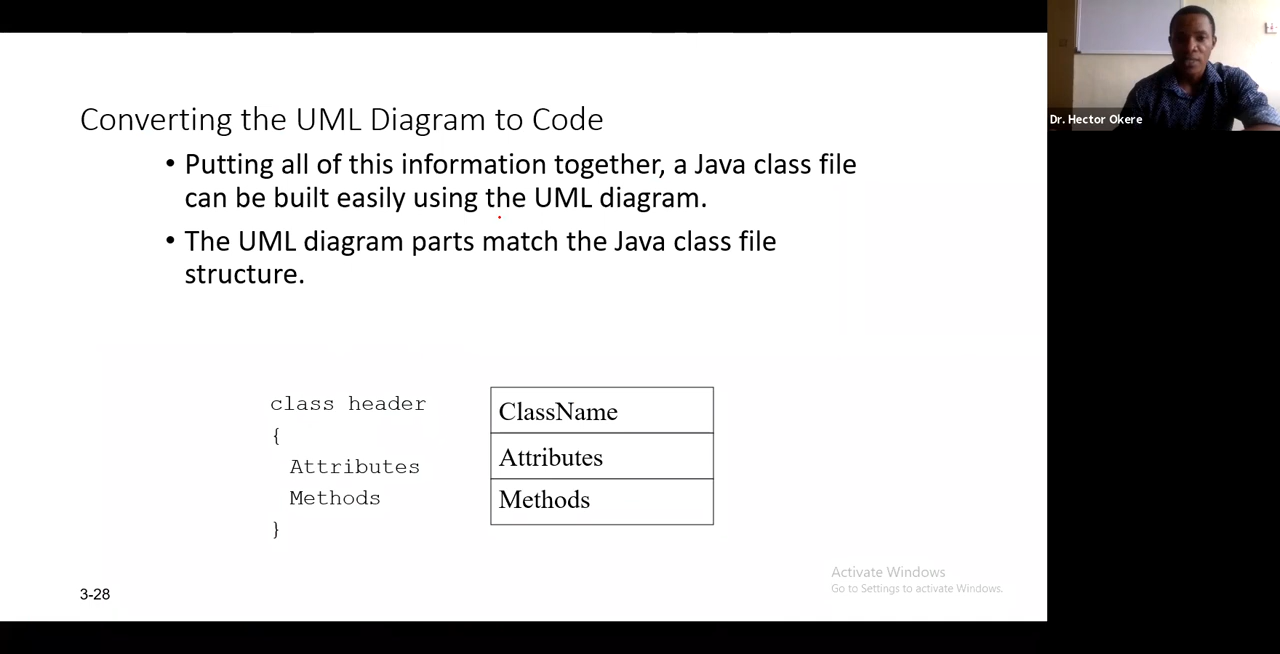 Dr. Hector Okere
Converting the UML Diagram to Code
• Putting all of this information together, a Java class file
can be built easily using the UML diagram.
• The UML diagram parts match the Java class file
structure.
class header
{
Attributes
Methods
}
ClassName
Attributes
Methods
3-28
Activate Windows
Go to Settings to activate Windows.